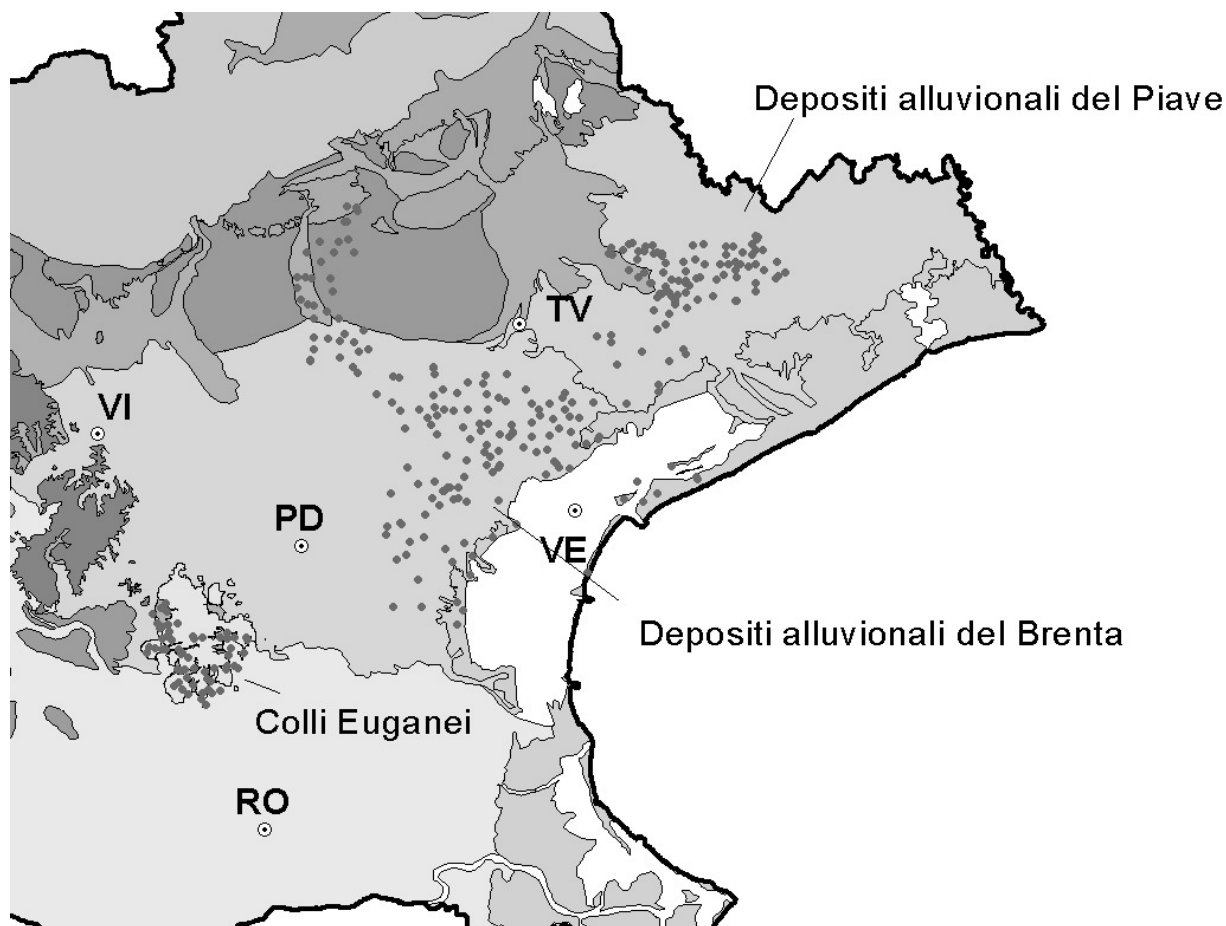 Depositi alluvionali del Piave
TV
VI
PD
VE
Depositi alluvionali del Brenta
Colli Euganei
RO